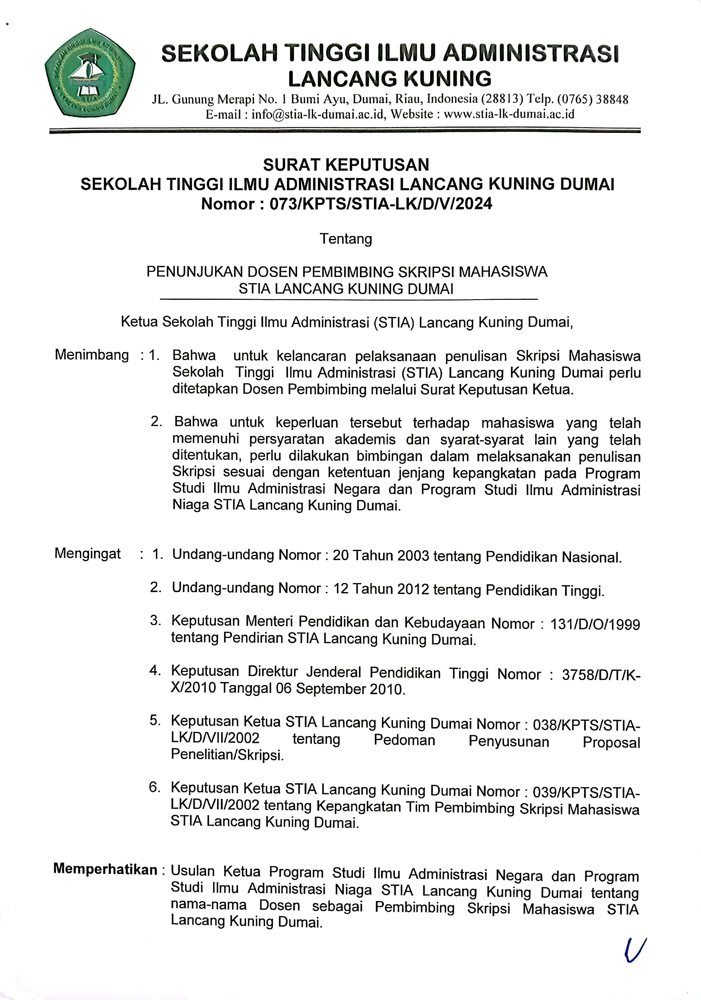 SEKOLAH TINGGI ILMU ADMINISTRASI
LANCANG KUNING DUMAI
STIA
SEKOLAH TINGGI ILMU ADMINISTRASI
LANCANG KUNING
JL. Gunung Merapi No. 1 Bumi Ayu, Dumai, Riau, Indonesia (28813) Telp. (0765) 38848
E-mail : info@stia-lk-dumai.ac.id, Website : www.stia-lk-dumai.ac.id
SURAT KEPUTUSAN
SEKOLAH TINGGI ILMU ADMINISTRASI LANCANG KUNING DUMAI
Nomor : 073/KPTS/STIA-LK/D/V/2024
Tentang
PENUNJUKAN DOSEN PEMBIMBING SKRIPSI MAHASISWA
STIA LANCANG KUNING DUMAI
Ketua Sekolah Tinggi Ilmu Administrasi (STIA) Lancang Kuning Dumai,
Menimbang : 1. Bahwa untuk kelancaran pelaksanaan penulisan Skripsi Mahasiswa
Sekolah Tinggi Ilmu Administrasi (STIA) Lancang Kuning Dumai perlu
ditetapkan Dosen Pembimbing melalui Surat Keputusan Ketua.
2. Bahwa untuk keperluan tersebut terhadap mahasiswa yang telah
memenuhi persyaratan akademis dan syarat-syarat lain yang telah
ditentukan, perlu dilakukan bimbingan dalam melaksanakan penulisan
Skripsi sesuai dengan ketentuan jenjang kepangkatan pada Program
Studi Ilmu Administrasi Negara dan Program Studi Ilmu Administrasi
Niaga STIA Lancang Kuning Dumai.
Mengingat : 1. Undang-undang Nomor : 20 Tahun 2003 tentang Pendidikan Nasional.
2. Undang-undang Nomor : 12 Tahun 2012 tentang Pendidikan Tinggi.
3. Keputusan Menteri Pendidikan dan Kebudayaan Nomor : 131/D/O/1999
tentang Pendirian STIA Lancang Kuning Dumai.
4. Keputusan Direktur Jenderal Pendidikan Tinggi Nomor : 3758/D/T/K-
X/2010 Tanggal 06 September 2010.
5. Keputusan Ketua STIA Lancang Kuning Dumai Nomor : 038/KPTS/STIA-
LK/D/VII/2002 tentang Pedoman Penyusunan Proposal
Penelitian/Skripsi.
6. Keputusan Ketua STIA Lancang Kuning Dumai Nomor : 039/KPTS/STIA-
LK/D/VII/2002 tentang Kepangkatan Tim Pembimbing Skripsi Mahasiswa
STIA Lancang Kuning Dumai.
Memperhatikan : Usulan Ketua Program Studi Ilmu Administrasi Negara dan Program
Studi Ilmu Administrasi Niaga STIA Lancang Kuning Dumai tentang
nama-nama Dosen sebagai Pembimbing Skripsi Mahasiswa STIA
Lancang Kuning Dumai.